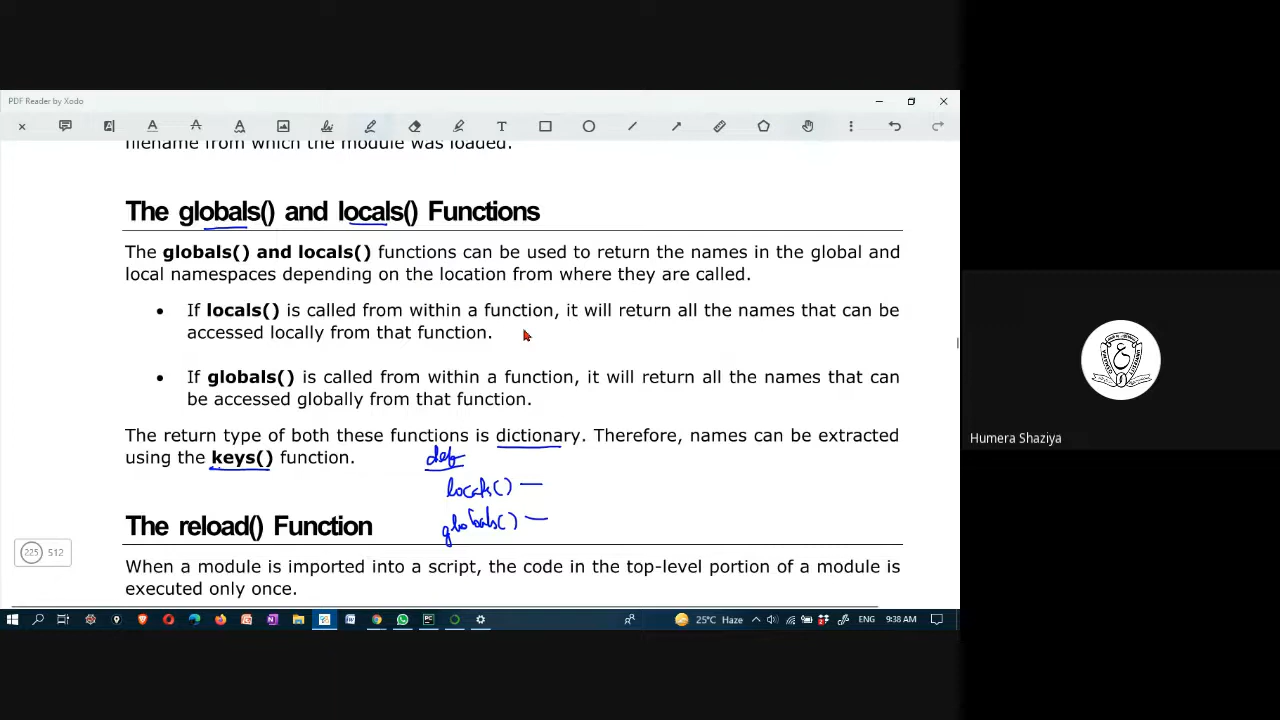 PDF Reader by Xodo
filename from which the module was loaded.
The globals() and locals() Functions
The globals() and locals() functions can be used to return the names in the global and
local namespaces depending on the location from where they are called.
• If locals() is called from within a function, it will return all the names that can be
accessed locally from that function.
• If globals() is called from within a function, it will return all the names that can
be accessed globally from that function.
The return type of both these functions is dictionary. Therefore, names can be extracted
using the keys() function.
def
locals() —
globals() —
The reload() Function
225 512
When a module is imported into a script, the code in the top-level portion of a module is
executed only once.
25°C Haze
ENG
9:38 AM
Humera Shaziya